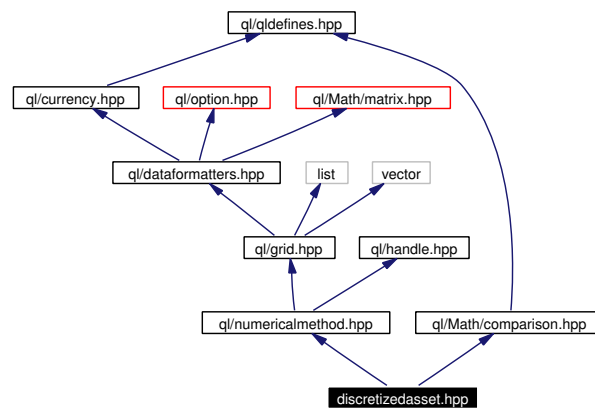 ql/qldefines.hpp
ql/currency.hpp
ql/option.hpp
ql/Math/matrix.hpp
ql/dataformatters.hpp
list
vector
ql/grid.hpp
ql/handle.hpp
ql/numericalmethod.hpp
ql/Math/comparison.hpp
discretizedasset.hpp